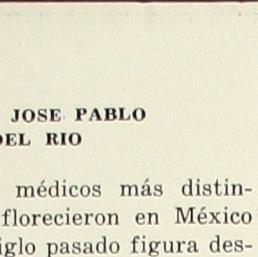 JOSE PABLO
DEL RIO
médicos más distin-
florecieron en México
siglo pasado figura des-